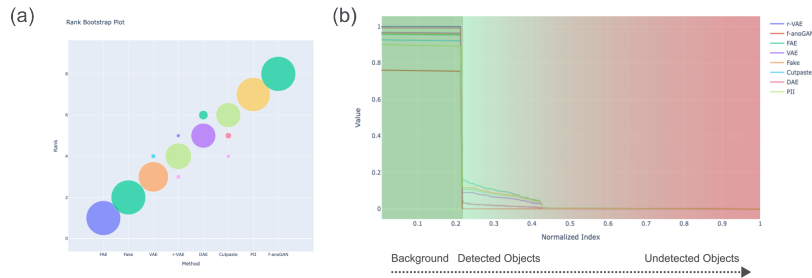 (a)
Rank Bootstrap Plot
8
6
4
2
0
Rank
FAE Fake VAE r-VAE DAE Cutpaste PII f-anoGAN
Method
(b)
1
0.8
0.6
0.4
0.2
0
Value
0.1 0.2 0.3 0.4 0.5 0.6 0.7 0.8 0.9 1
Normalized Index
r-VAE
f-anoGAN
FAE
VAE
Fake
Cutpaste
DAE
PII
Background Detected Objects Undetected Objects